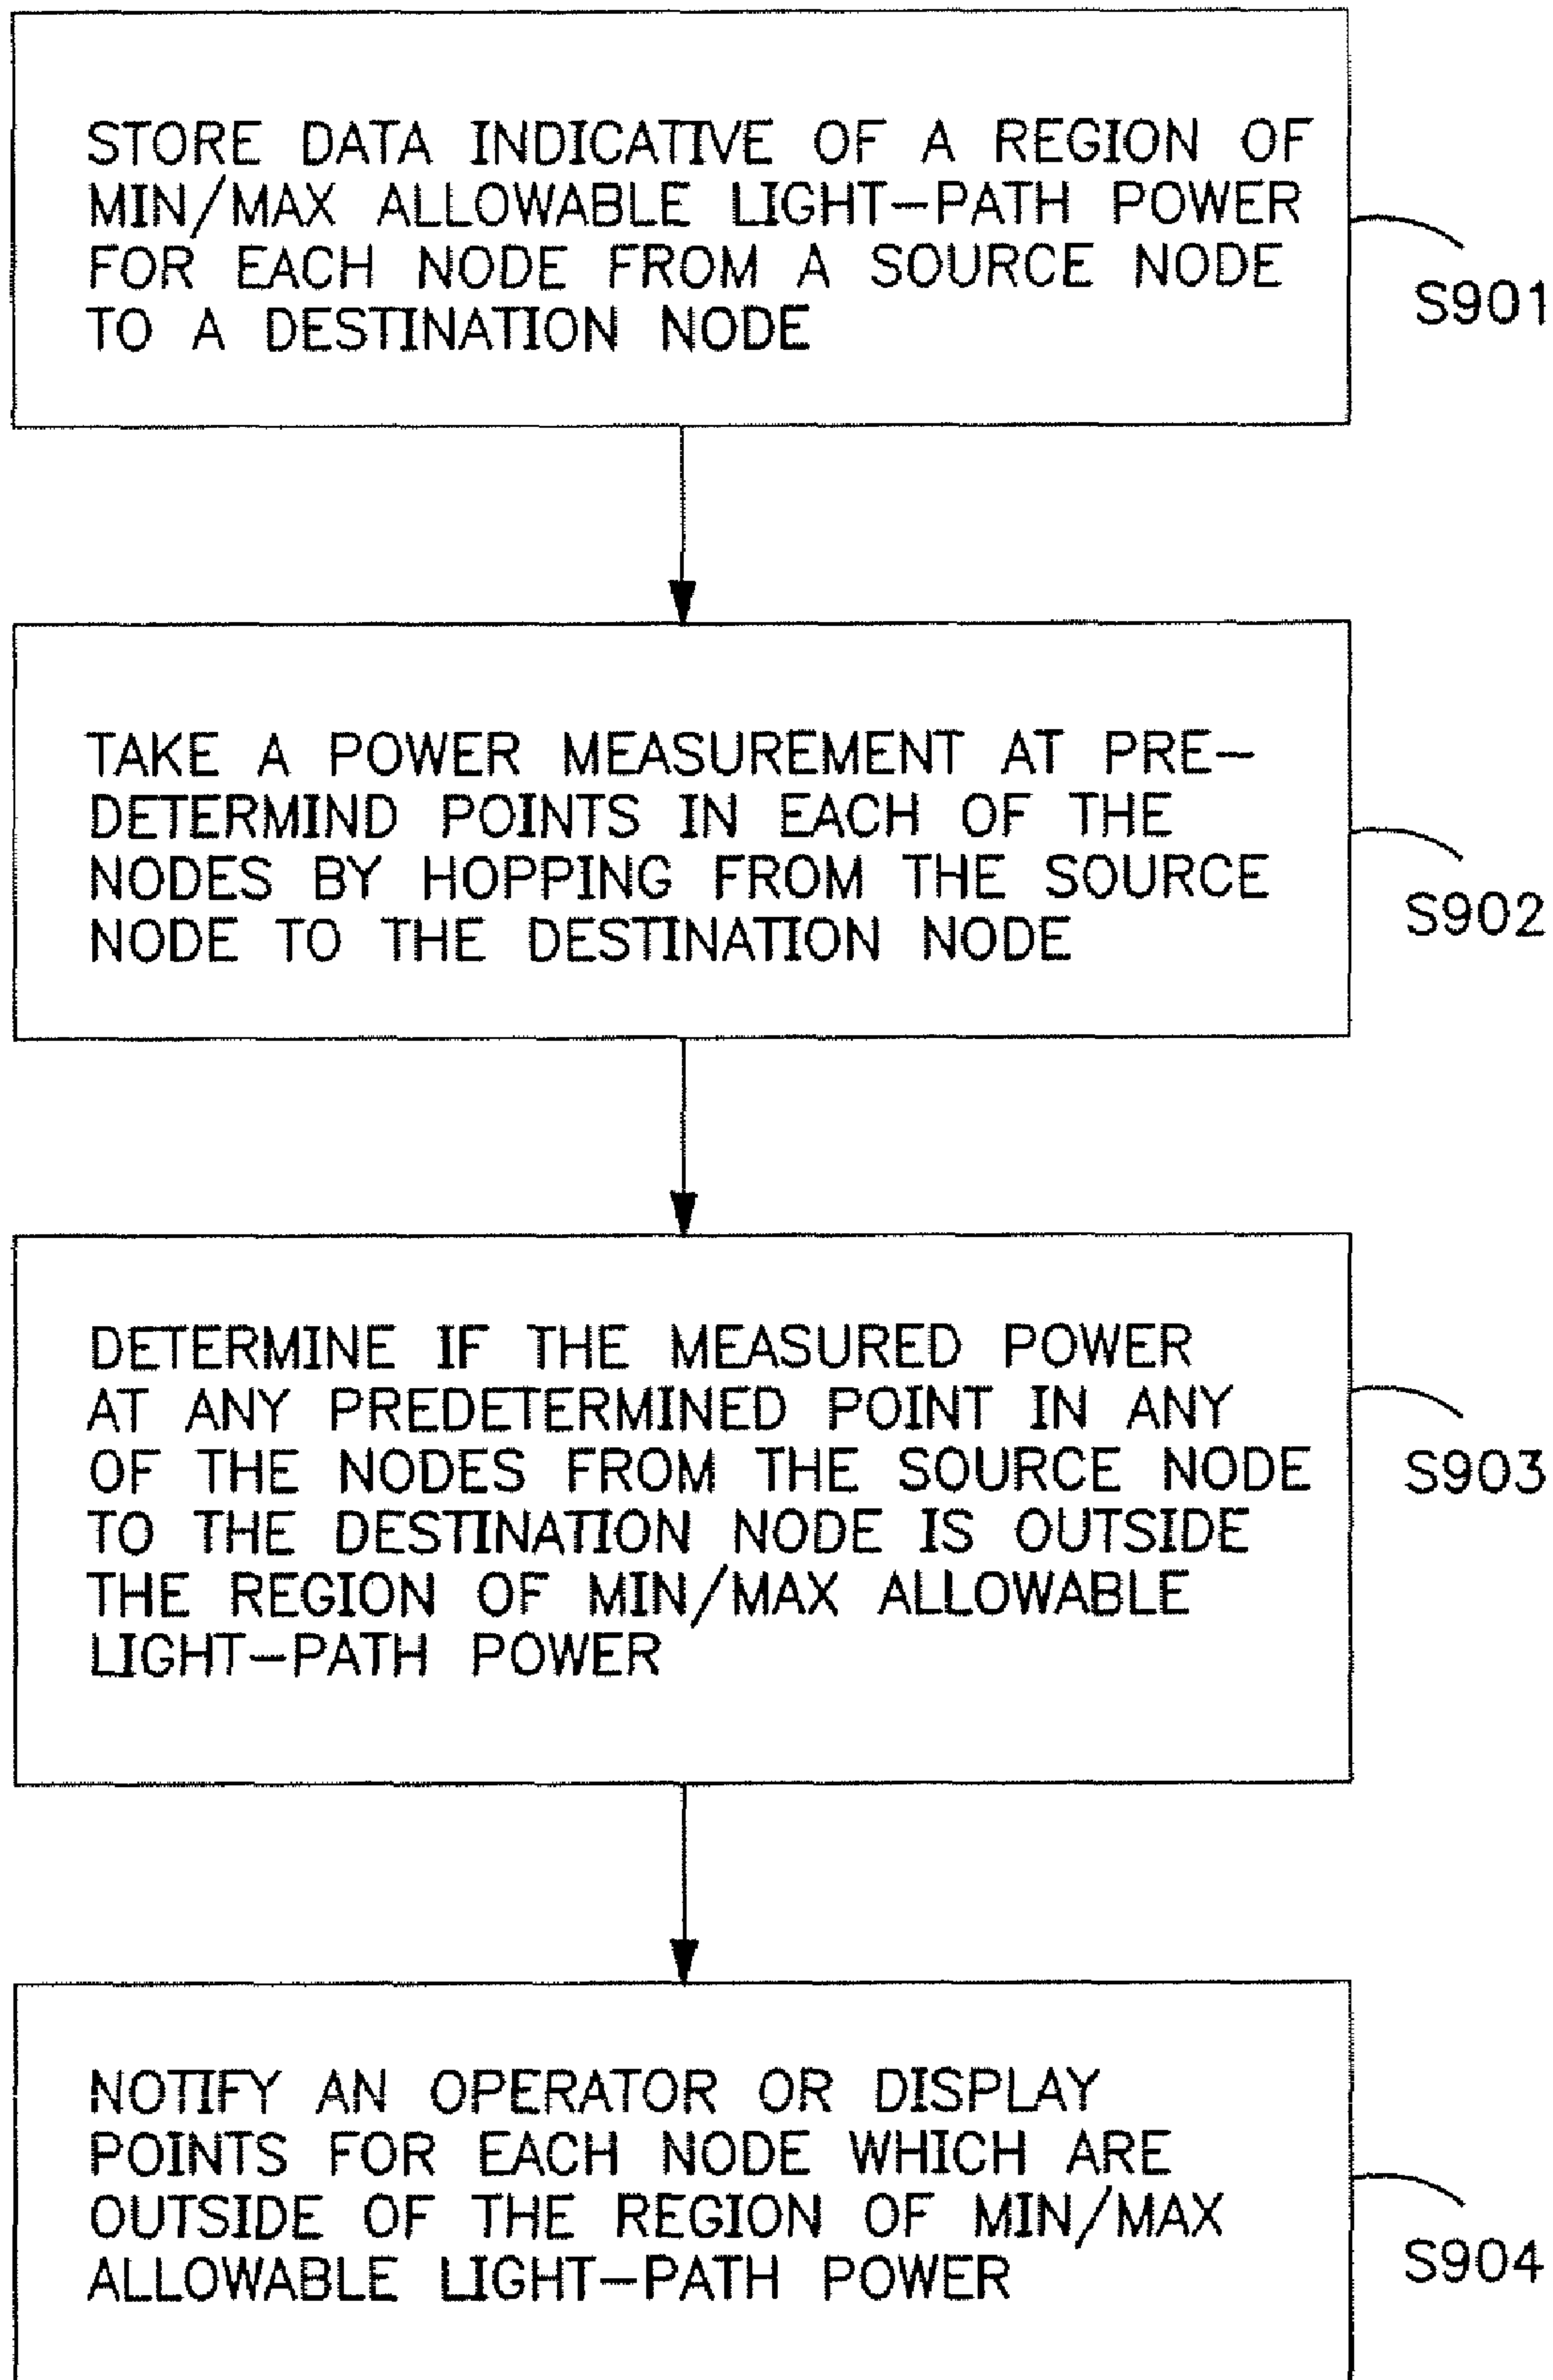 STORE DATA INDICATIVE OF A REGION OF
MIN/MAX ALLOWABLE LIGHT-PATH POWER
FOR EACH NODE FROM A SOURCE NODE
TO A DESTINATION NODE
S901
TAKE A POWER MEASUREMENT AT PRE-
DETERMIND POINTS IN EACH OF THE
NODES BY HOPPING FROM THE SOURCE
NODE TO THE DESTINATION NODE
S902
DETERMINE IF THE MEASURED POWER
AT ANY PREDETERMINED POINT IN ANY
OF THE NODES FROM THE SOURCE NODE
TO THE DESTINATION NODE IS OUTSIDE
THE REGION OF MIN/MAX ALLOWABLE
LIGHT-PATH POWER
S903
NOTIFY AN OPERATOR OR DISPLAY
POINTS FOR EACH NODE WHICH ARE
OUTSIDE OF THE REGION OF MIN/MAX
ALLOWABLE LIGHT-PATH POWER
S904